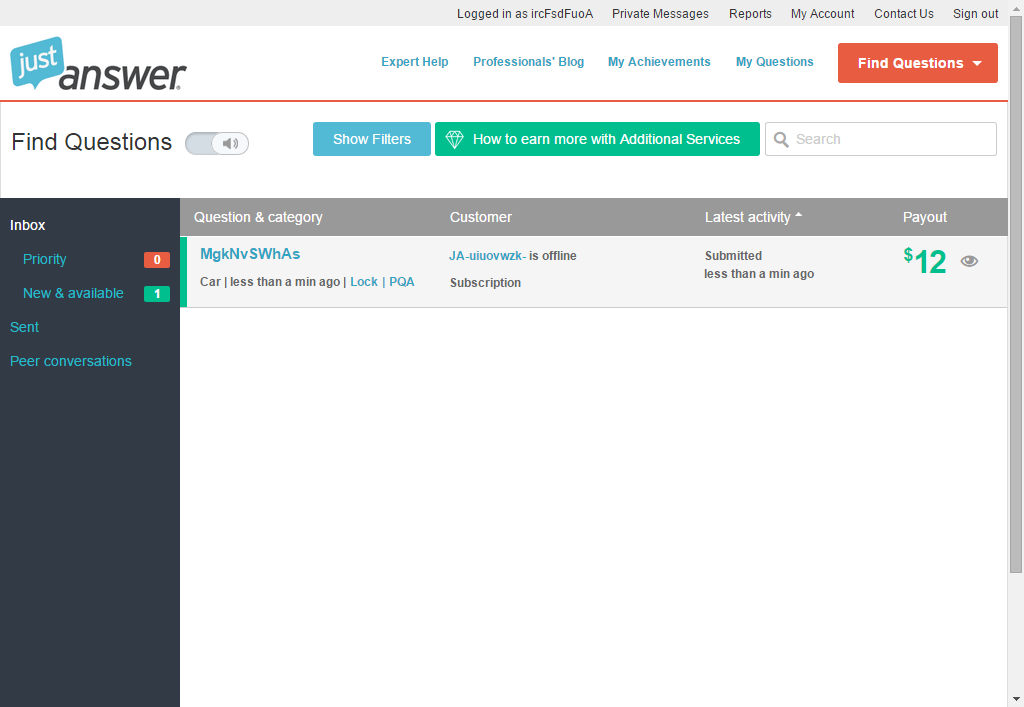 Logged in as ircFsdFuoA Private Messages Reports My Account Contact Us Sign out
just answer
Expert Help Professionals' Blog My Achievements My Questions Find Questions
Find Questions Show Filters How to earn more with Additional Services Search
Inbox
Priority 0
New & available 1
Sent
Peer conversations
Question & category Customer Latest activity Payout
MgkNvSWhAs JA-uiuovwzk- is offline Submitted $12
Car | less than a min ago | Lock | PQA Subscription less than a min ago